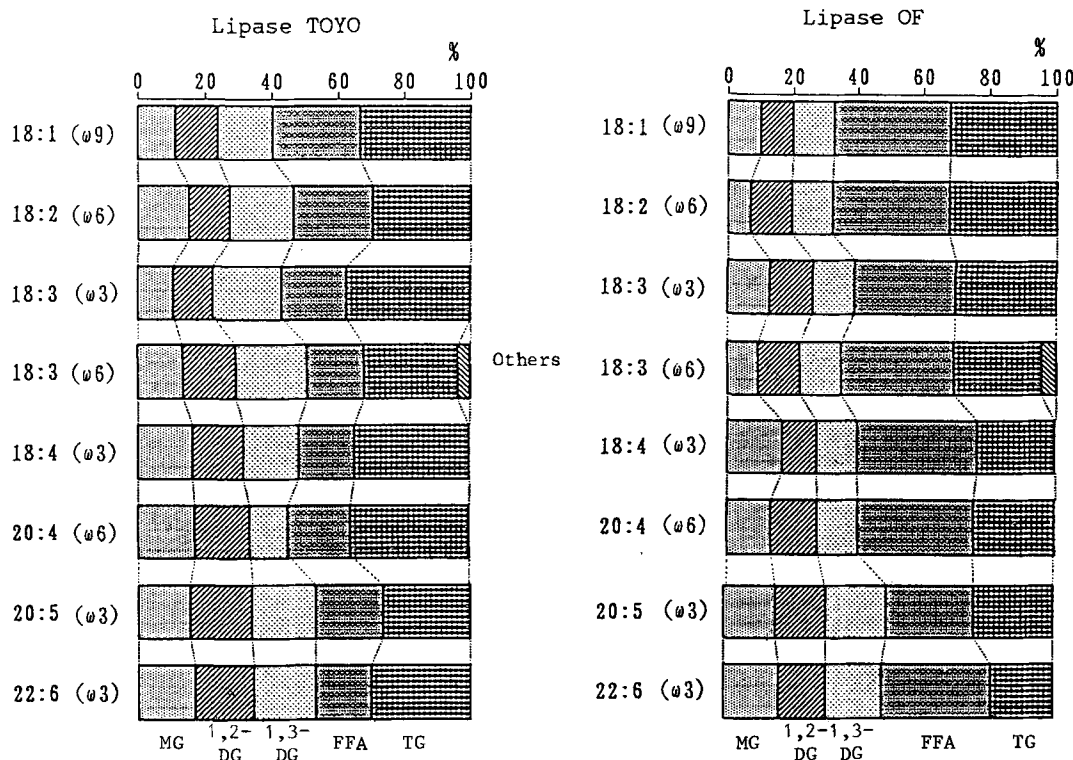 Lipase TOYO
%
0 20 40 60 80 100
18:1 (ω9)
18:2 (ω6)
18:3 (ω3)
18:3 (ω6)
18:4 (ω3)
20:4 (ω6)
20:5 (ω3)
22:6 (ω3)
MG 1,2-DG 1,3-DG FFA TG
Others
Lipase OF
%
0 20 40 60 80 100
18:1 (ω9)
18:2 (ω6)
18:3 (ω3)
18:3 (ω6)
18:4 (ω3)
20:4 (ω6)
20:5 (ω3)
22:6 (ω3)
MG 1,2-DG 1,3-DG FFA TG